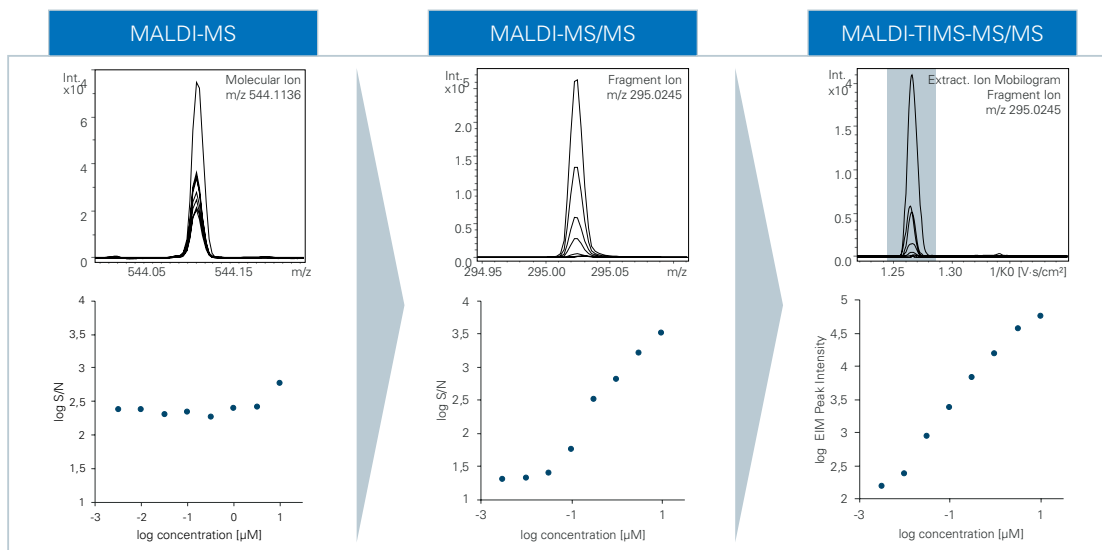 MALDI-MS
MALDI-MS/MS
MALDI-TIMS-MS/MS
Int.
x10⁴
Molecular Ion
m/z 544.1136
8
6
4
2
0
544.05
544.15
m/z
Int.
x10⁵
Fragment Ion
m/z 295.0245
2.5
2.0
1.5
1.0
0.5
0.0
294.95
295.00
295.05
m/z
Int.
x10⁴
Extract. Ion Mobilogram
Fragment Ion
m/z 295.0245
1.5
1.0
0.5
0.0
1.25
1.30
1/K0 [V·s/cm²]
4
3,5
3
2,5
2
1,5
1
log S/N
-3
-2
-1
0
1
log concentration [µM]
4
3,5
3
2,5
2
1,5
1
log S/N
-3
-1
1
log concentration [µM]
5
4,5
4
3,5
3
2,5
2
log EIM Peak Intensity
-3
-1
1
log concentration [µM]